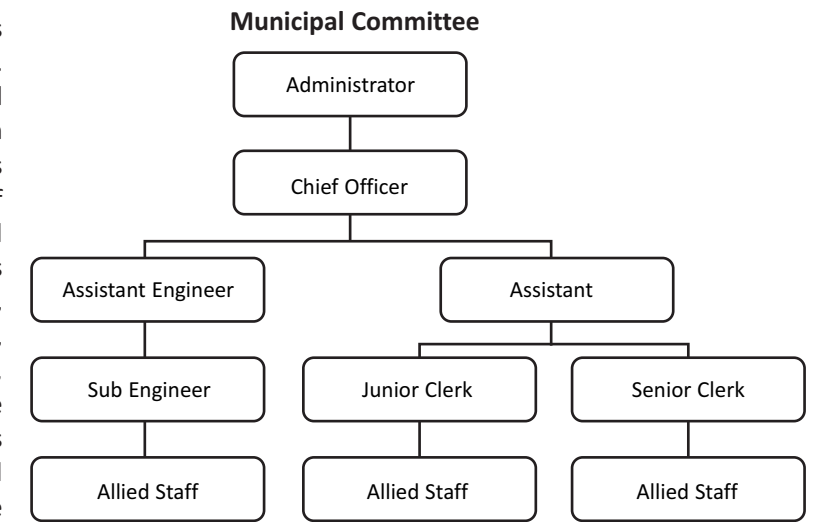 Municipal Committee
Administrator
Chief Officer
Assistant Engineer
Assistant
Sub Engineer
Junior Clerk
Senior Clerk
Allied Staff
Allied Staff
Allied Staff